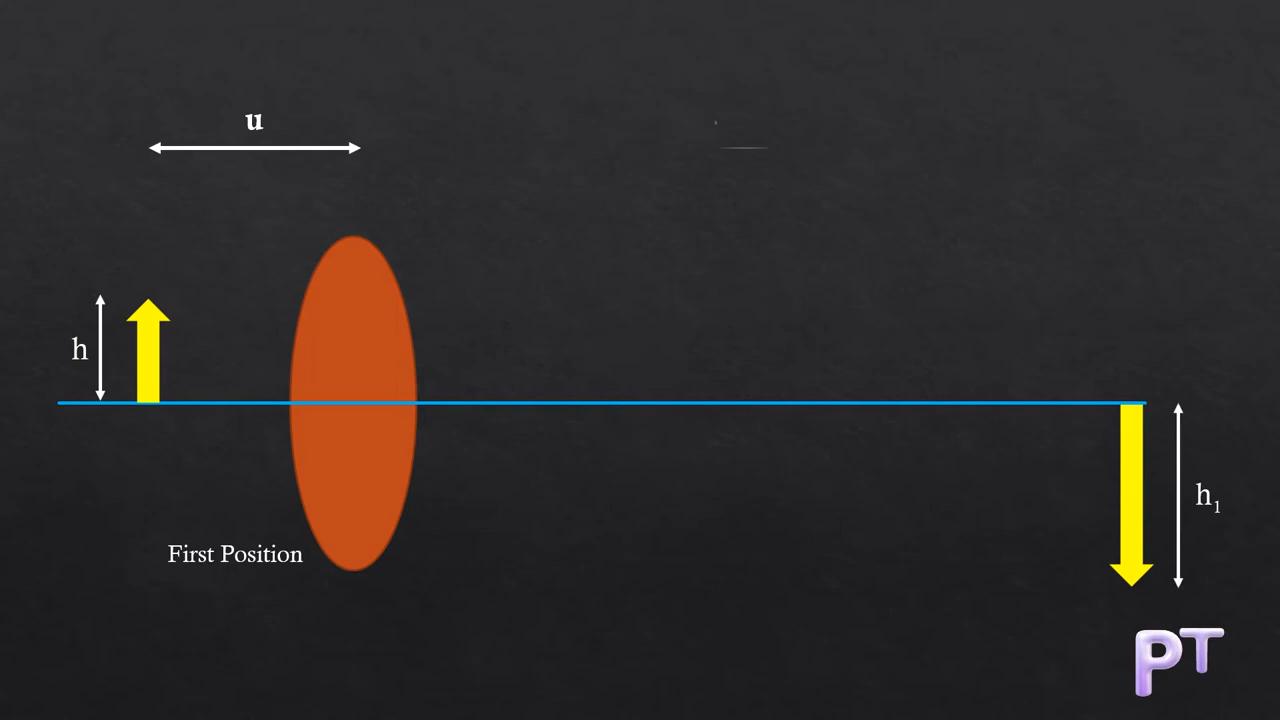 u
h
h₁
First Position
PT